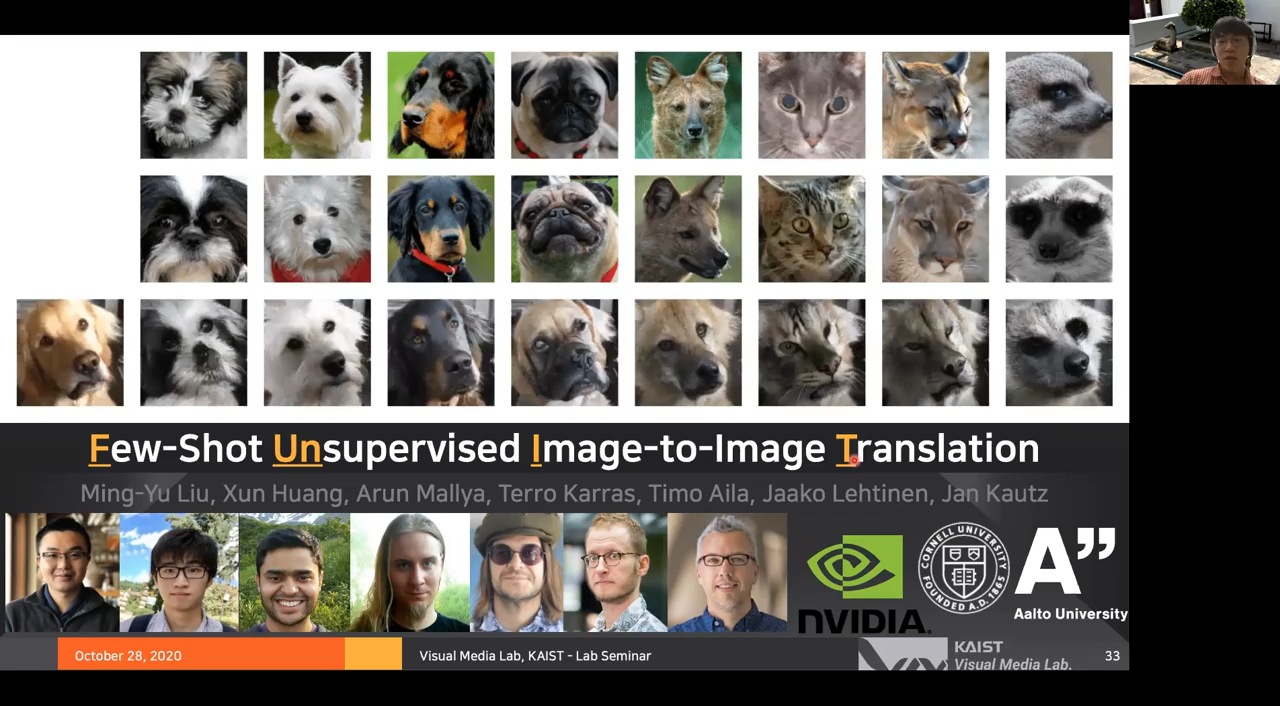 Few-Shot Unsupervised Image-to-Image Translation
Ming-Yu Liu, Xun Huang, Arun Mallya, Terro Karras, Timo Aila, Jaako Lehtinen, Jan Kautz
NVIDIA.
CORNELL UNIVERSITY
FOUNDED A.D. 1865
A”
Aalto University
October 28, 2020
Visual Media Lab, KAIST - Lab Seminar
KAIST
Visual Media Lab.
33